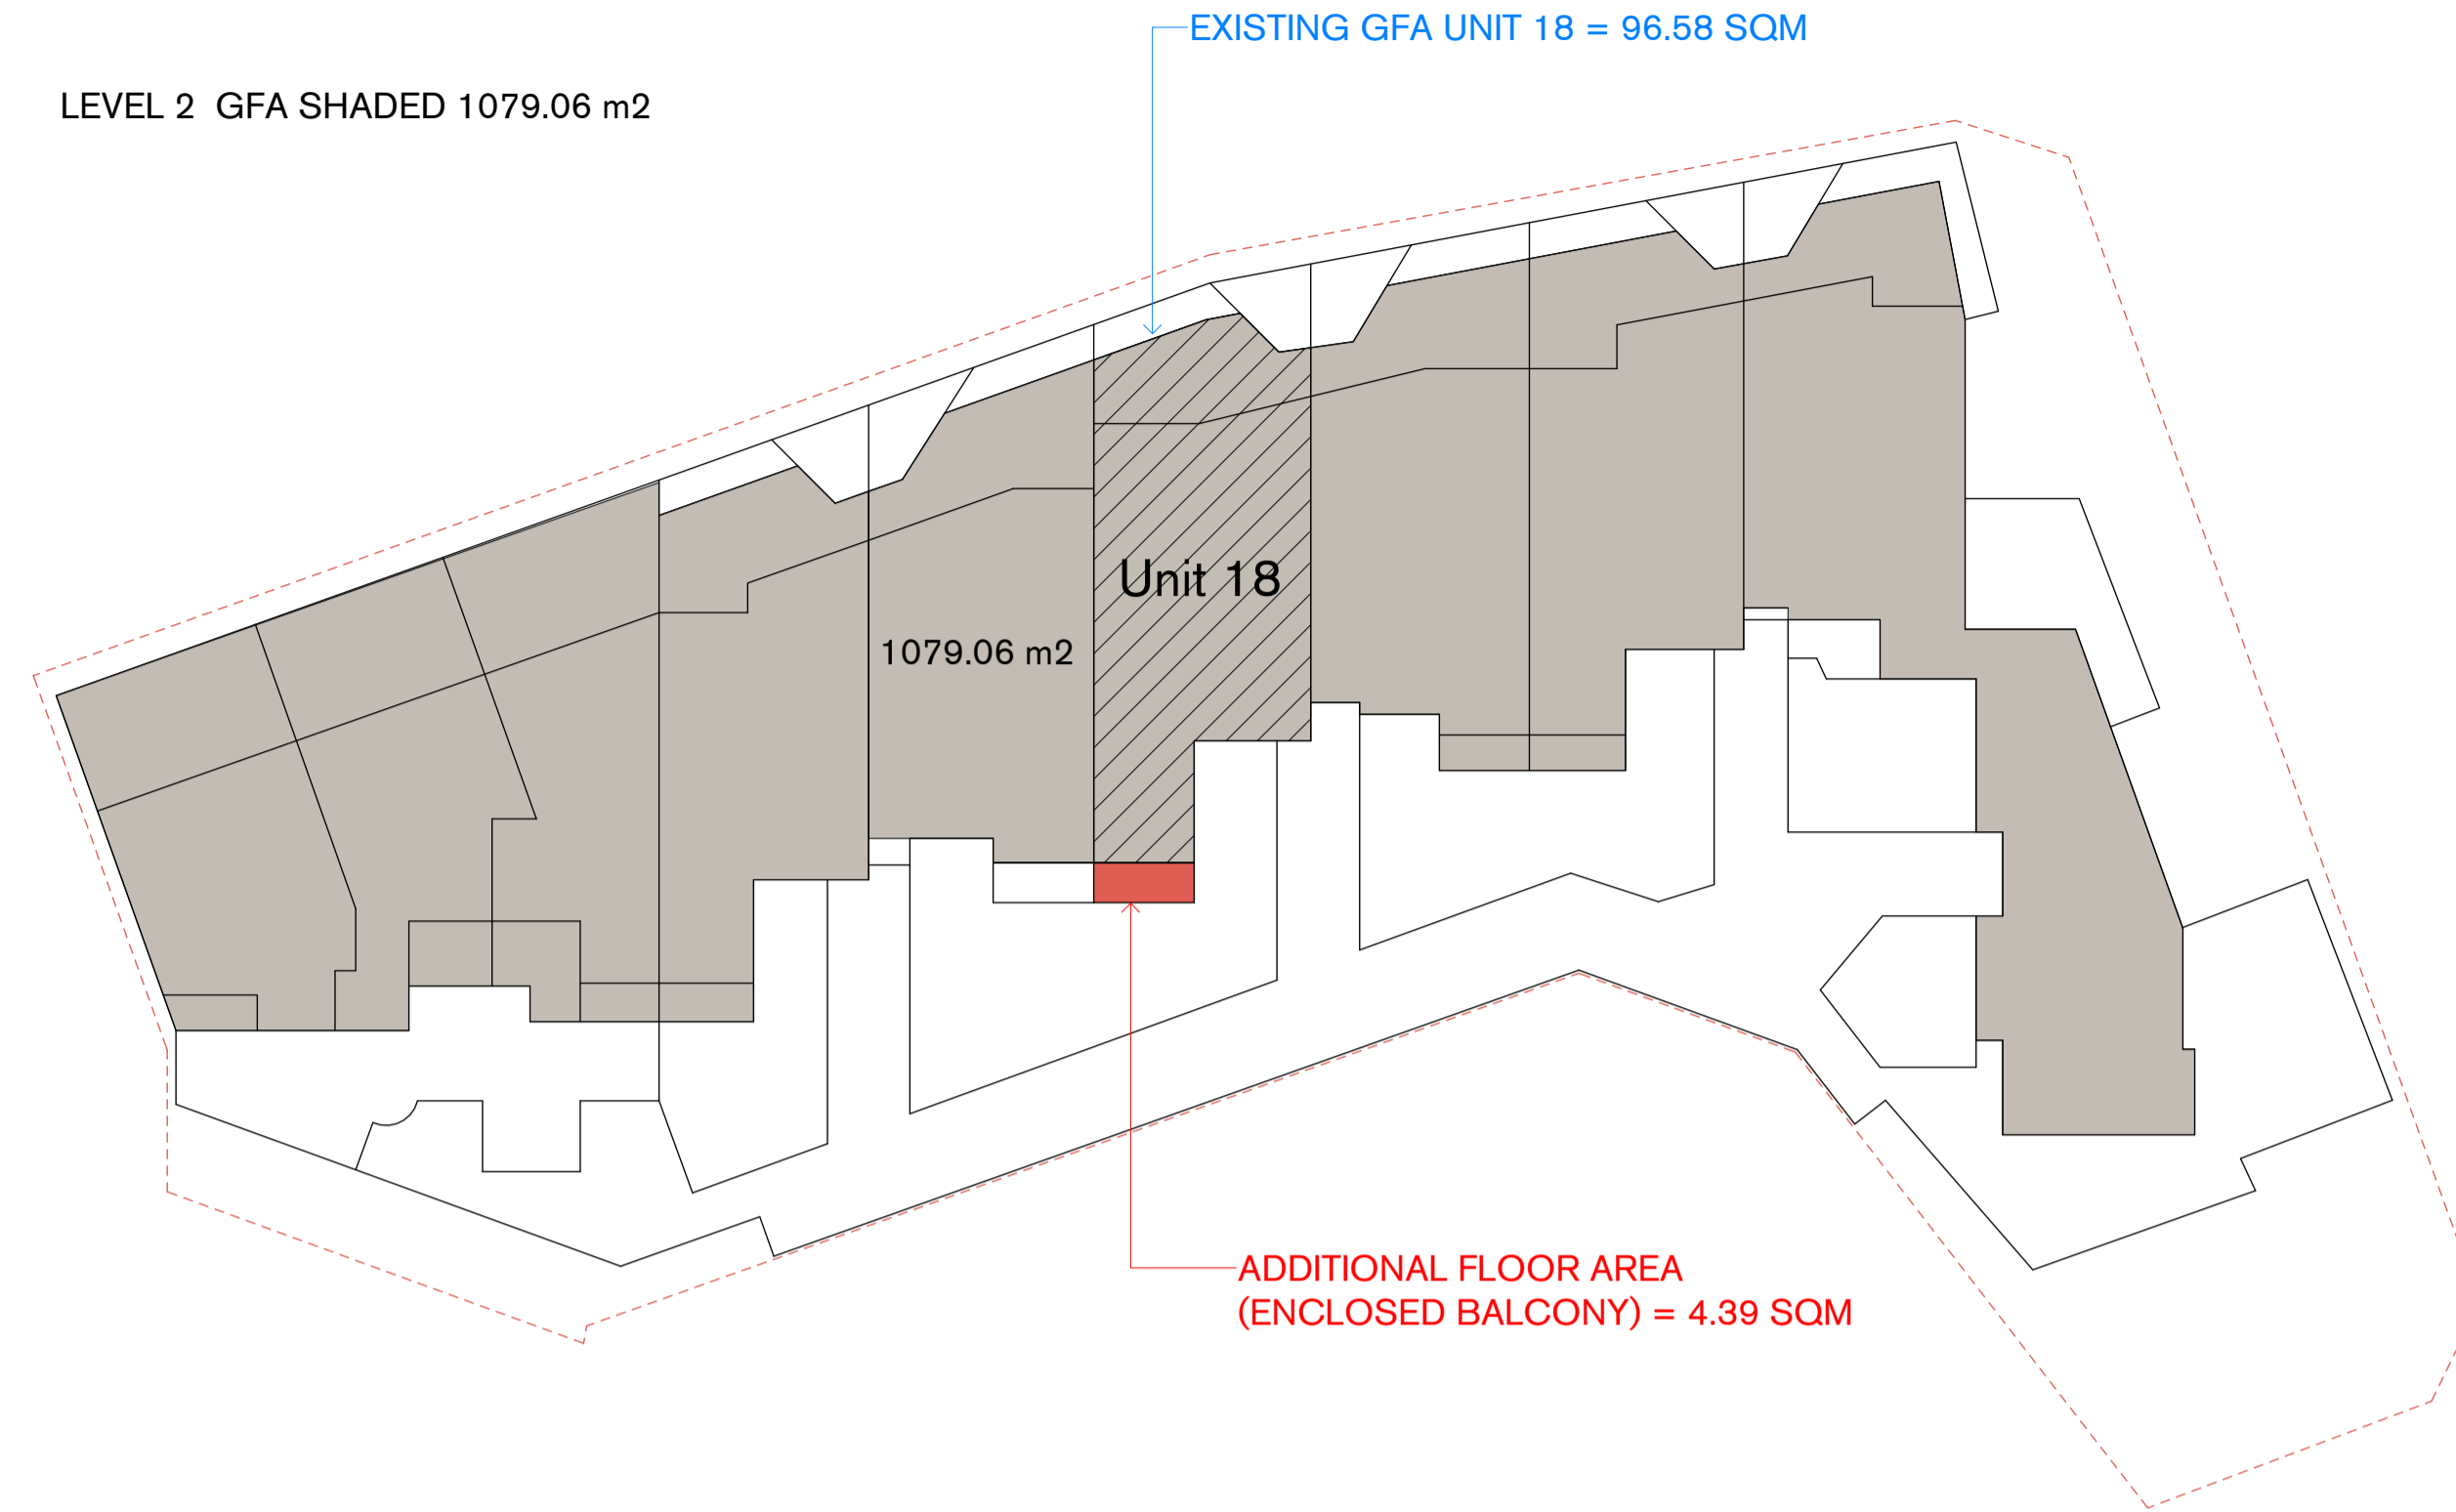 EXISTING GFA UNIT 18 = 96.58 SQM
LEVEL 2  GFA SHADED 1079.06 m2
Unit 18
1079.06 m2
ADDITIONAL FLOOR AREA
(ENCLOSED BALCONY) = 4.39 SQM